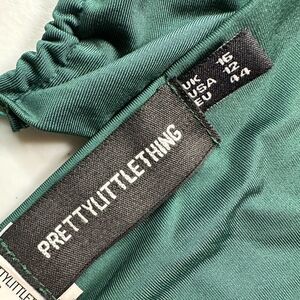 PRETTYLITTLETHING
UK 16
USA 12
EU 44